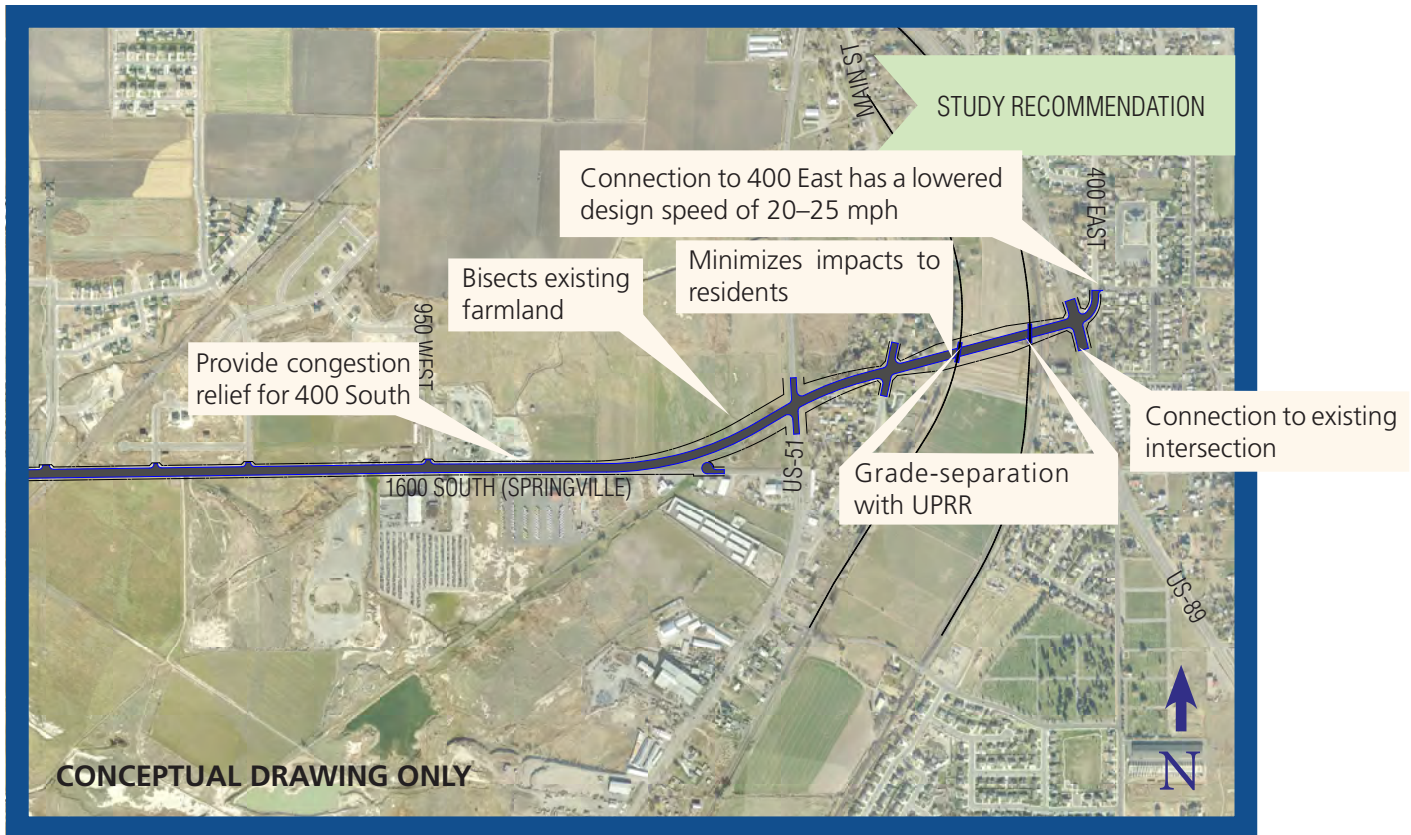 MAIN ST
STUDY RECOMMENDATION
Connection to 400 East has a lowered
design speed of 20–25 mph
400 EAST
Minimizes impacts to
residents
Bisects existing
farmland
950 WEST
Provide congestion
relief for 400 South
Connection to existing
intersection
US-51
Grade-separation
with UPRR
1600 SOUTH (SPRINGVILLE)
US-89
N
CONCEPTUAL DRAWING ONLY